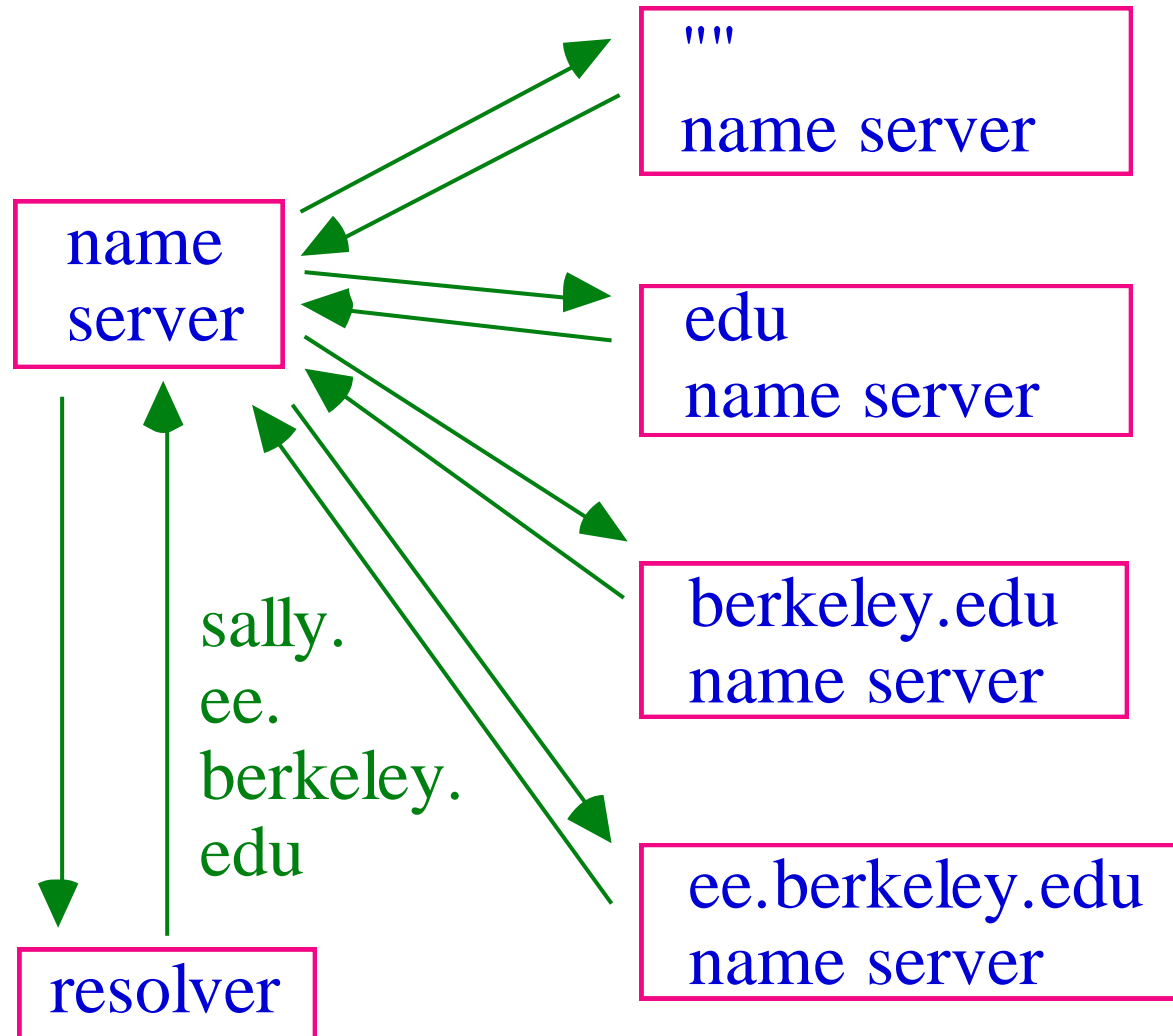 ""
name server
name
server
edu
name server
berkeley.edu
name server
sally.
ee.
berkeley.
edu
ee.berkeley.edu
name server
resolver